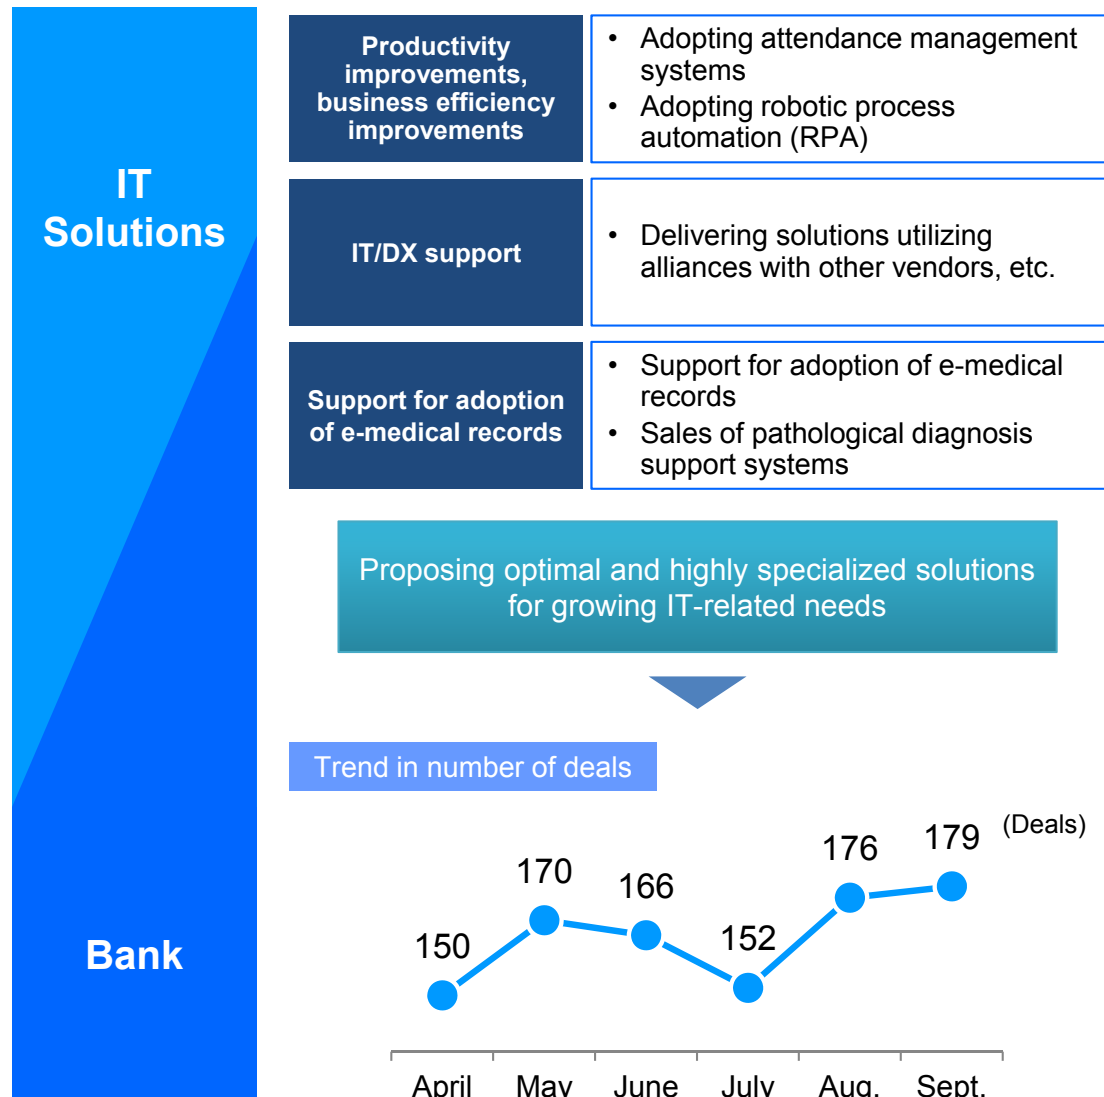 IT
Solutions
Productivity
improvements,
business efficiency
improvements
• Adopting attendance management
systems
• Adopting robotic process
automation (RPA)
IT/DX support
• Delivering solutions utilizing
alliances with other vendors, etc.
Support for adoption
of e-medical records
• Support for adoption of e-medical
records
• Sales of pathological diagnosis
support systems
Proposing optimal and highly specialized solutions
for growing IT-related needs
Bank
Trend in number of deals
(Deals)
150 170 166 152 176 179
April May June July Aug. Sept.